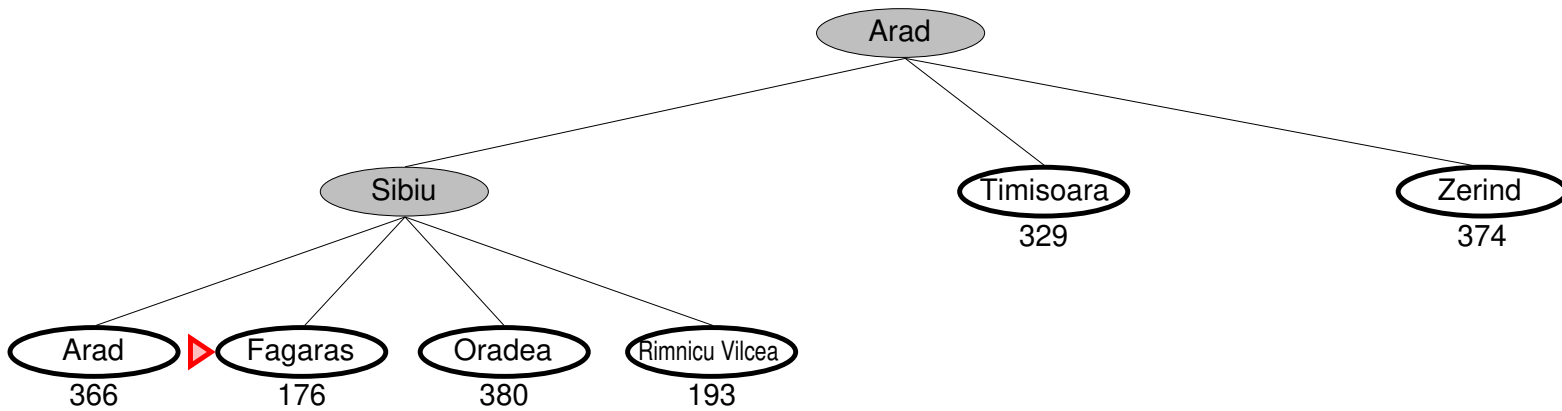 Arad
Sibiu
Timisoara
Zerind
329
374
Arad
Fagaras
Oradea
Rimnicu Vilcea
366
176
380
193